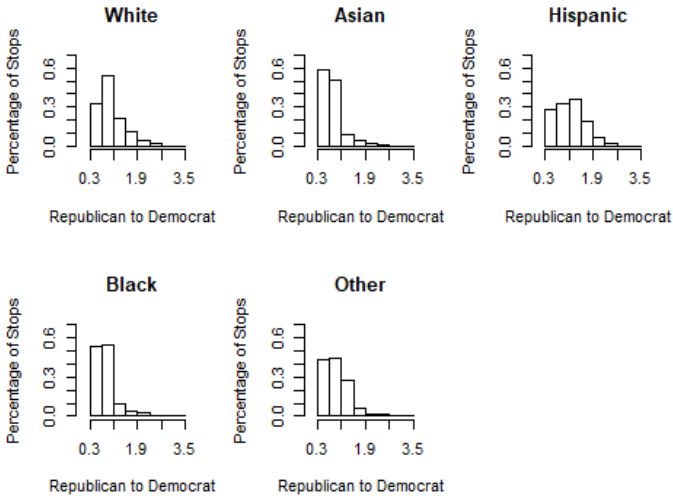 White
Percentage of Stops
0.0 0.3 0.6
0.3 1.9 3.5
Republican to Democrat
Asian
Percentage of Stops
0.0 0.3 0.6
0.3 1.9 3.5
Republican to Democrat
Hispanic
Percentage of Stops
0.0 0.3 0.6
0.3 1.9 3.5
Republican to Democrat
Black
Percentage of Stops
0.0 0.3 0.6
0.3 1.9 3.5
Republican to Democrat
Other
Percentage of Stops
0.0 0.3 0.6
0.3 1.9 3.5
Republican to Democrat